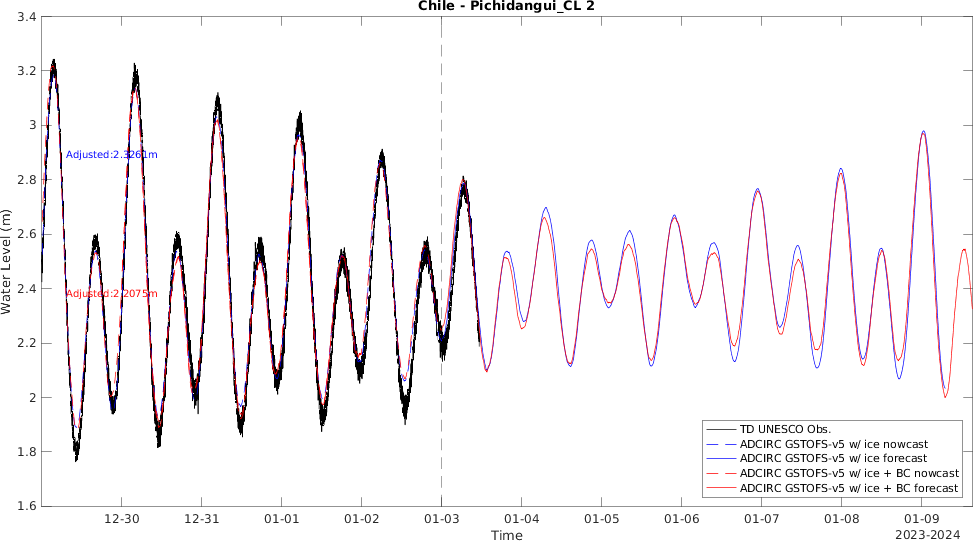 Chile - Pichidangui_CL 2
3.4
3.2
3
2.8
2.6
2.4
2.2
2
1.8
1.6
Water Level (m)
Adjusted:2.3261m
Adjusted:2.2075m
TD UNESCO Obs.
ADCIRC GSTOFS-v5 w/ ice nowcast
ADCIRC GSTOFS-v5 w/ ice forecast
ADCIRC GSTOFS-v5 w/ ice + BC nowcast
ADCIRC GSTOFS-v5 w/ ice + BC forecast
12-30 12-31 01-01 01-02 01-03 01-04 01-05 01-06 01-07 01-08 01-09
Time
2023-2024